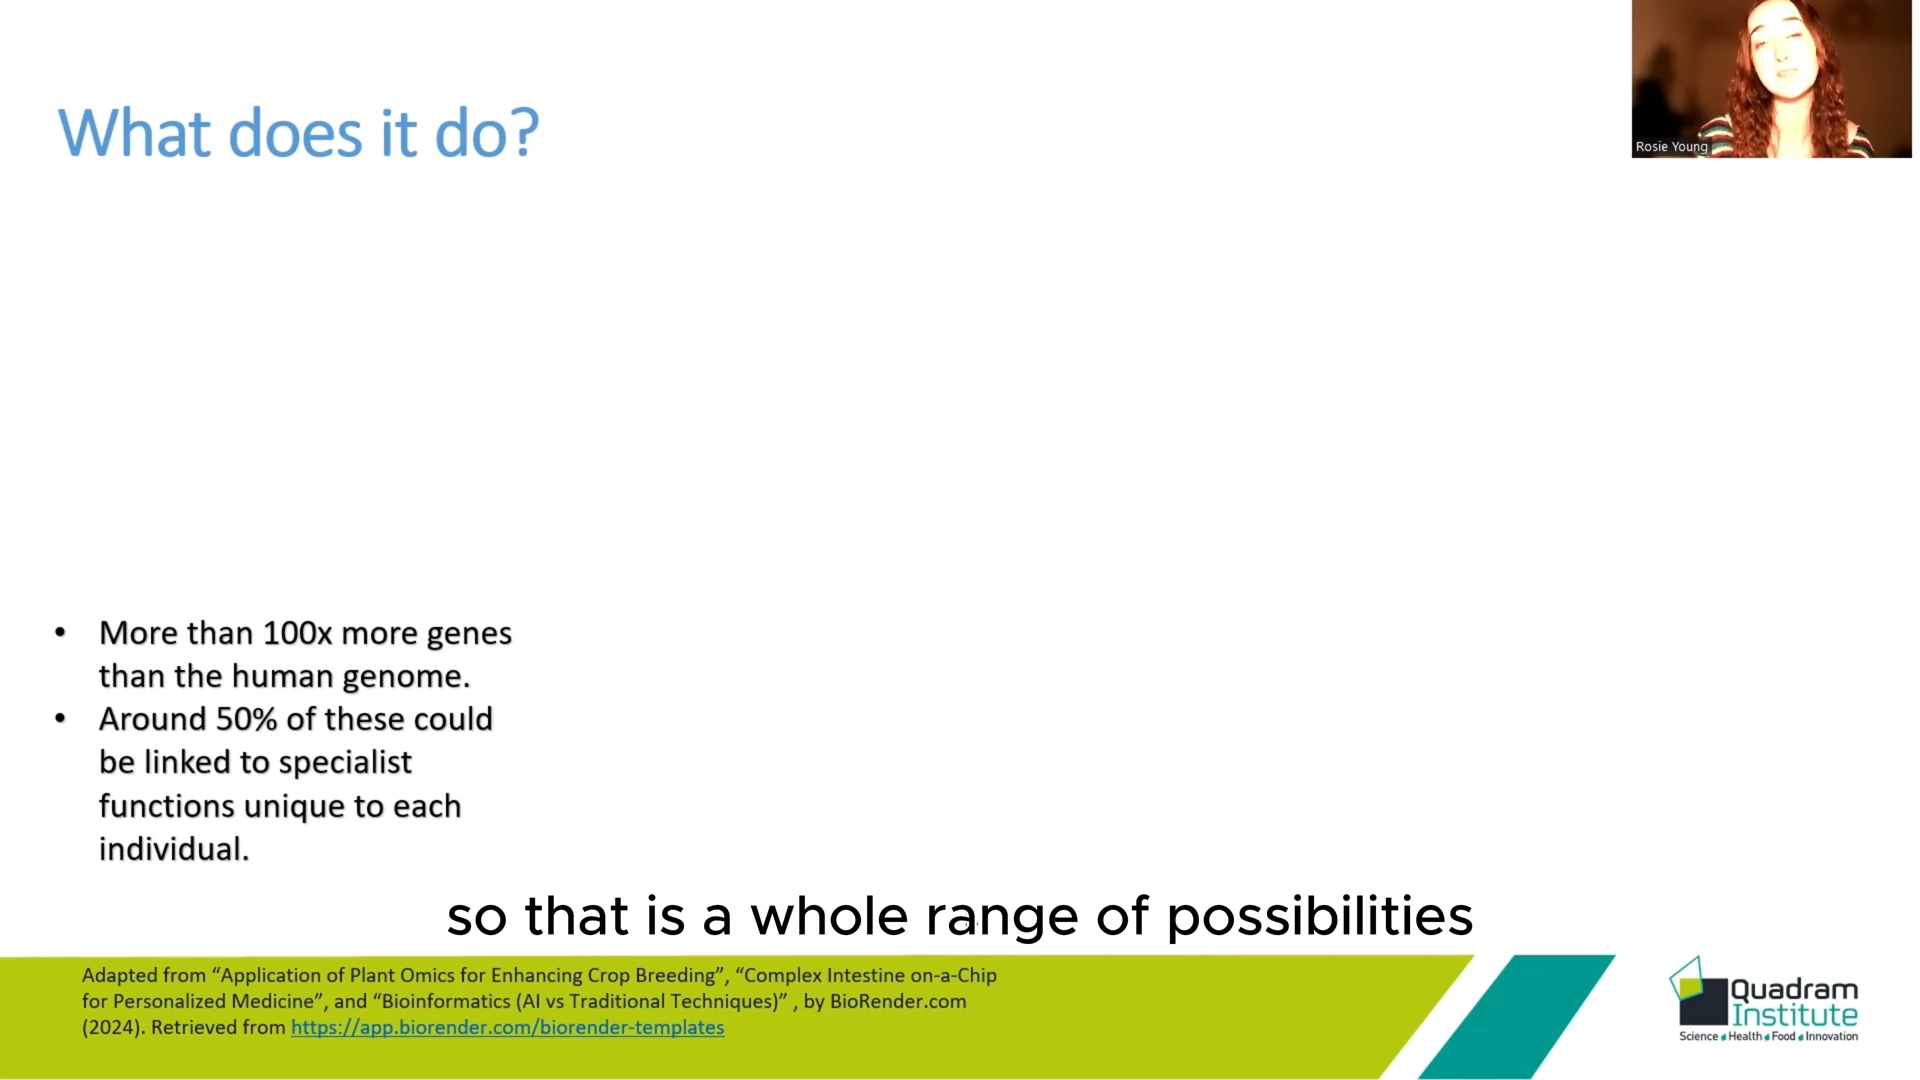 What does it do?
Rosie Young
• More than 100x more genes
than the human genome.
• Around 50% of these could
be linked to specialist
functions unique to each
individual.
so that is a whole range of possibilities
Adapted from “Application of Plant Omics for Enhancing Crop Breeding”, “Complex Intestine on-a-Chip
for Personalized Medicine”, and “Bioinformatics (AI vs Traditional Techniques)” , by BioRender.com
(2024). Retrieved from https://app.biorender.com/biorender-templates
Quadram
Institute
Science Health Food Innovation